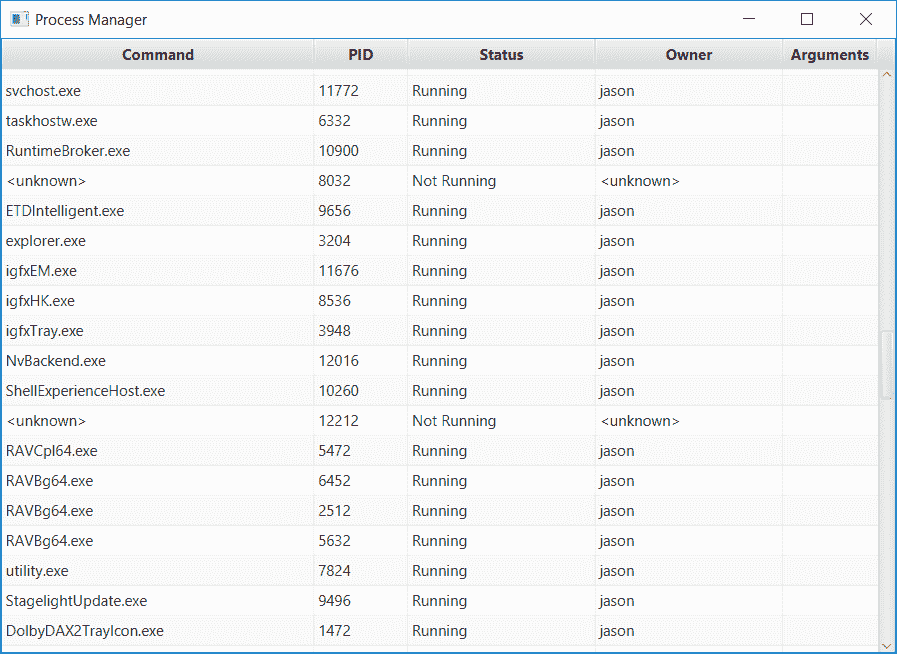 Process Manager
Command PID Status Owner Arguments
svchost.exe 11772 Running jason
taskhostw.exe 6332 Running jason
RuntimeBroker.exe 10900 Running jason
<unknown> 8032 Not Running <unknown>
ETDIntelligent.exe 9656 Running jason
explorer.exe 3204 Running jason
igfxEM.exe 11676 Running jason
igfxHK.exe 8536 Running jason
igfxTray.exe 3948 Running jason
NvBackend.exe 12016 Running jason
ShellExperienceHost.exe 10260 Running jason
<unknown> 12212 Not Running <unknown>
RAVCpl64.exe 5472 Running jason
RAVBg64.exe 6452 Running jason
RAVBg64.exe 2512 Running jason
RAVBg64.exe 5632 Running jason
utility.exe 7824 Running jason
StagelightUpdate.exe 9496 Running jason
DolbyDAX2TrayIcon.exe 1472 Running jason